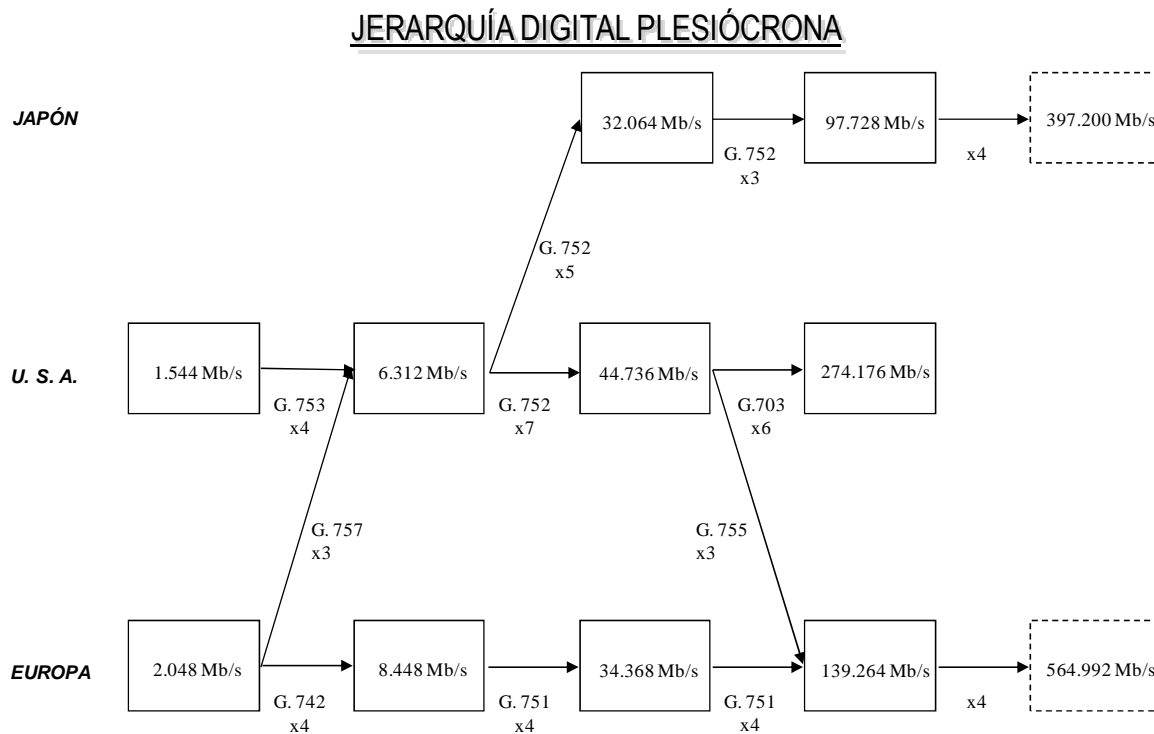 JERARQUÍA DIGITAL PLESIÓCRONA
JAPÓN
32.064 Mb/s
97.728 Mb/s
397.200 Mb/s
G. 752
x3
x4
G. 752
x5
U. S. A.
1.544 Mb/s
6.312 Mb/s
44.736 Mb/s
274.176 Mb/s
G. 753
x4
G. 752
x7
G.703
x6
G. 757
x3
G. 755
x3
EUROPA
2.048 Mb/s
8.448 Mb/s
34.368 Mb/s
139.264 Mb/s
564.992 Mb/s
G. 742
x4
G. 751
x4
G. 751
x4
x4